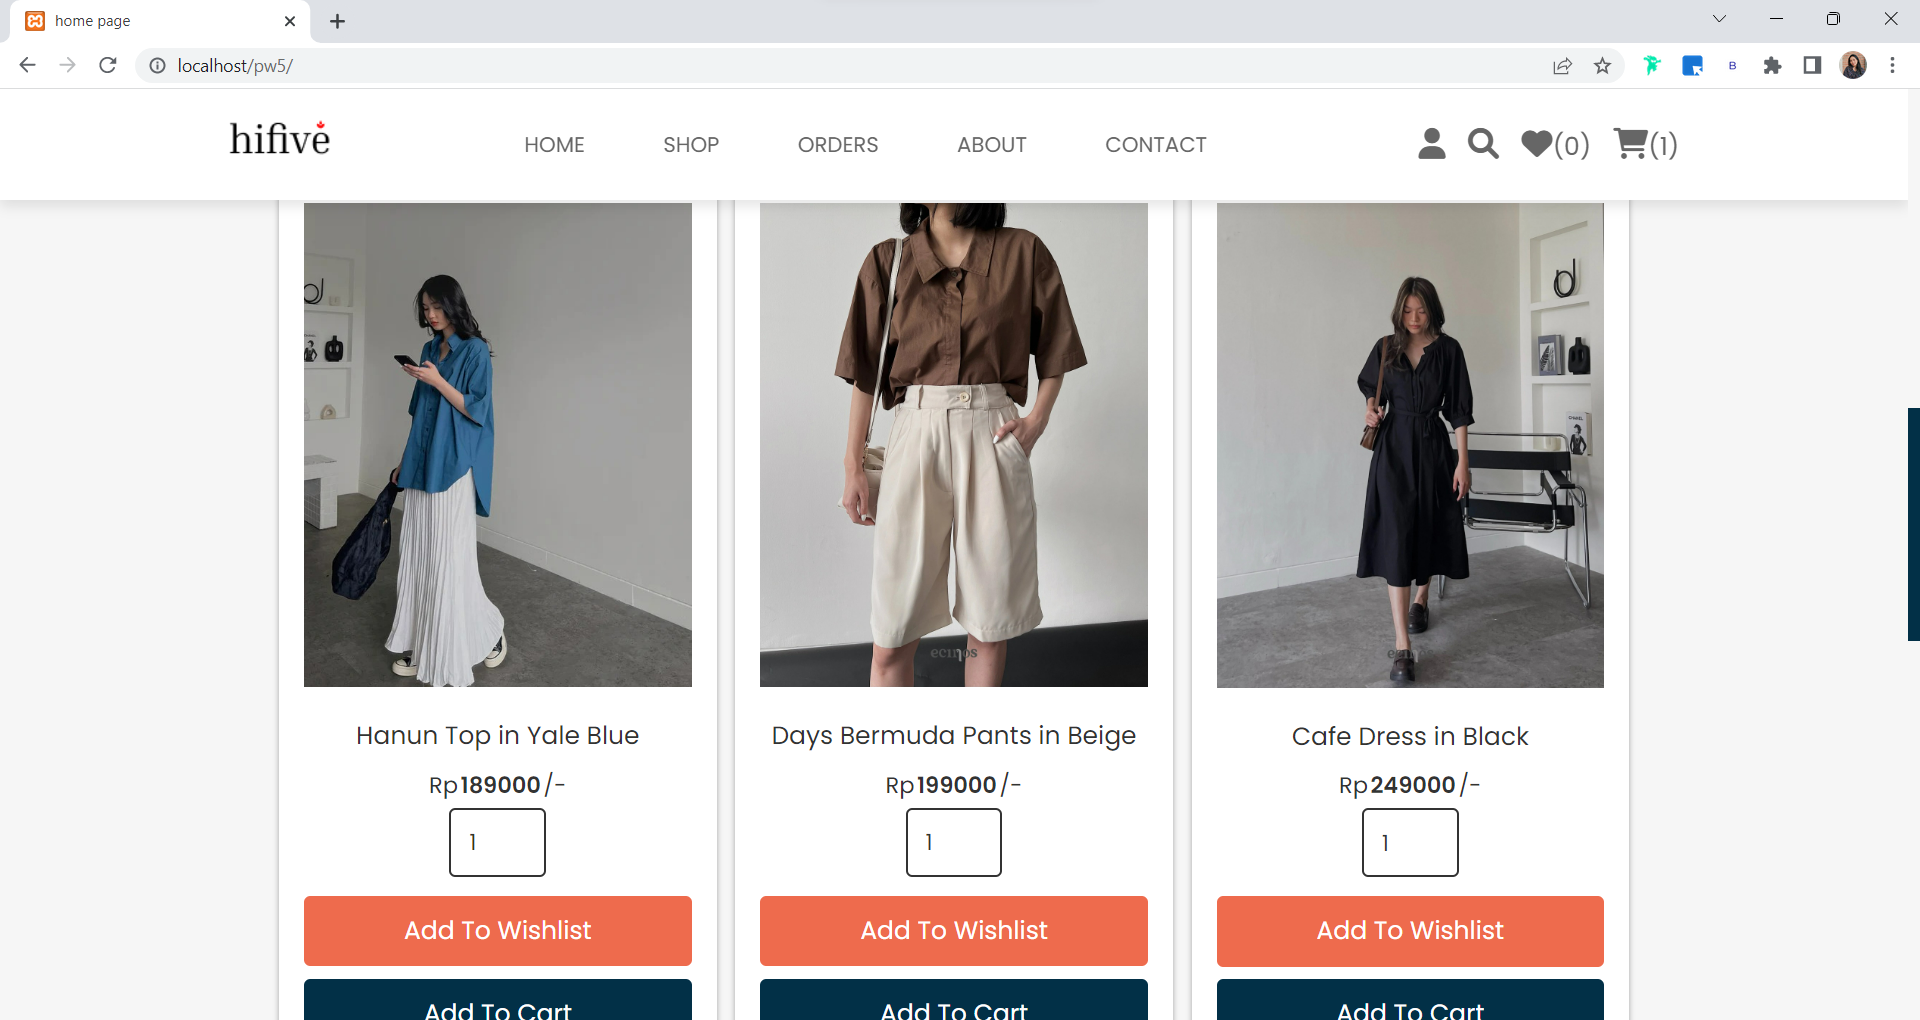 home page
localhost/pw5/
B
hifive
HOME
SHOP
ORDERS
ABOUT
CONTACT
(0)
(1)
CHANEL
ecinos
Hanun Top in Yale Blue
Days Bermuda Pants in Beige
Cafe Dress in Black
Rp189000/-
Rp199000/-
Rp249000/-
1
1
1
Add To Wishlist
Add To Wishlist
Add To Wishlist
Add To Cart
Add To Cart
Add To Cart